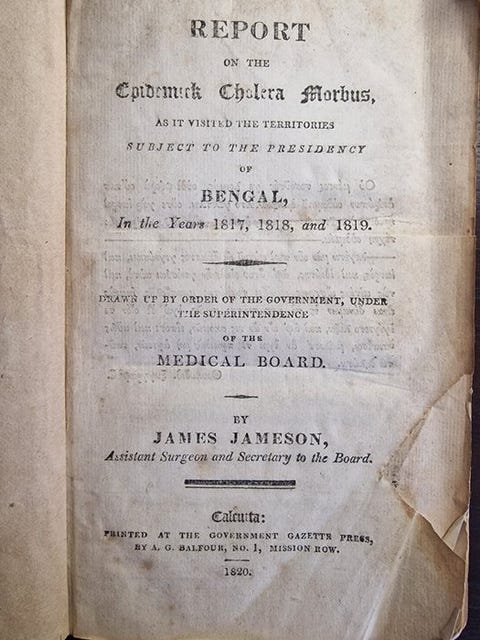 REPORT
ON THE
Epidemick Cholera Morbus,
AS IT VISITED THE TERRITORIES
SUBJECT TO THE PRESIDENCY
OF
BENGAL,
In the Years 1817, 1818, and 1819.
DRAWN UP BY ORDER OF THE GOVERNMENT, UNDER
THE SUPERINTENDENCE
OF THE
MEDICAL BOARD.
BY
JAMES JAMESON,
Assistant Surgeon and Secretary to the Board.
Calcutta:
PRINTED AT THE GOVERNMENT GAZETTE PRESS,
BY A. G. BALFOUR, NO. 1, MISSION ROW.
1820.